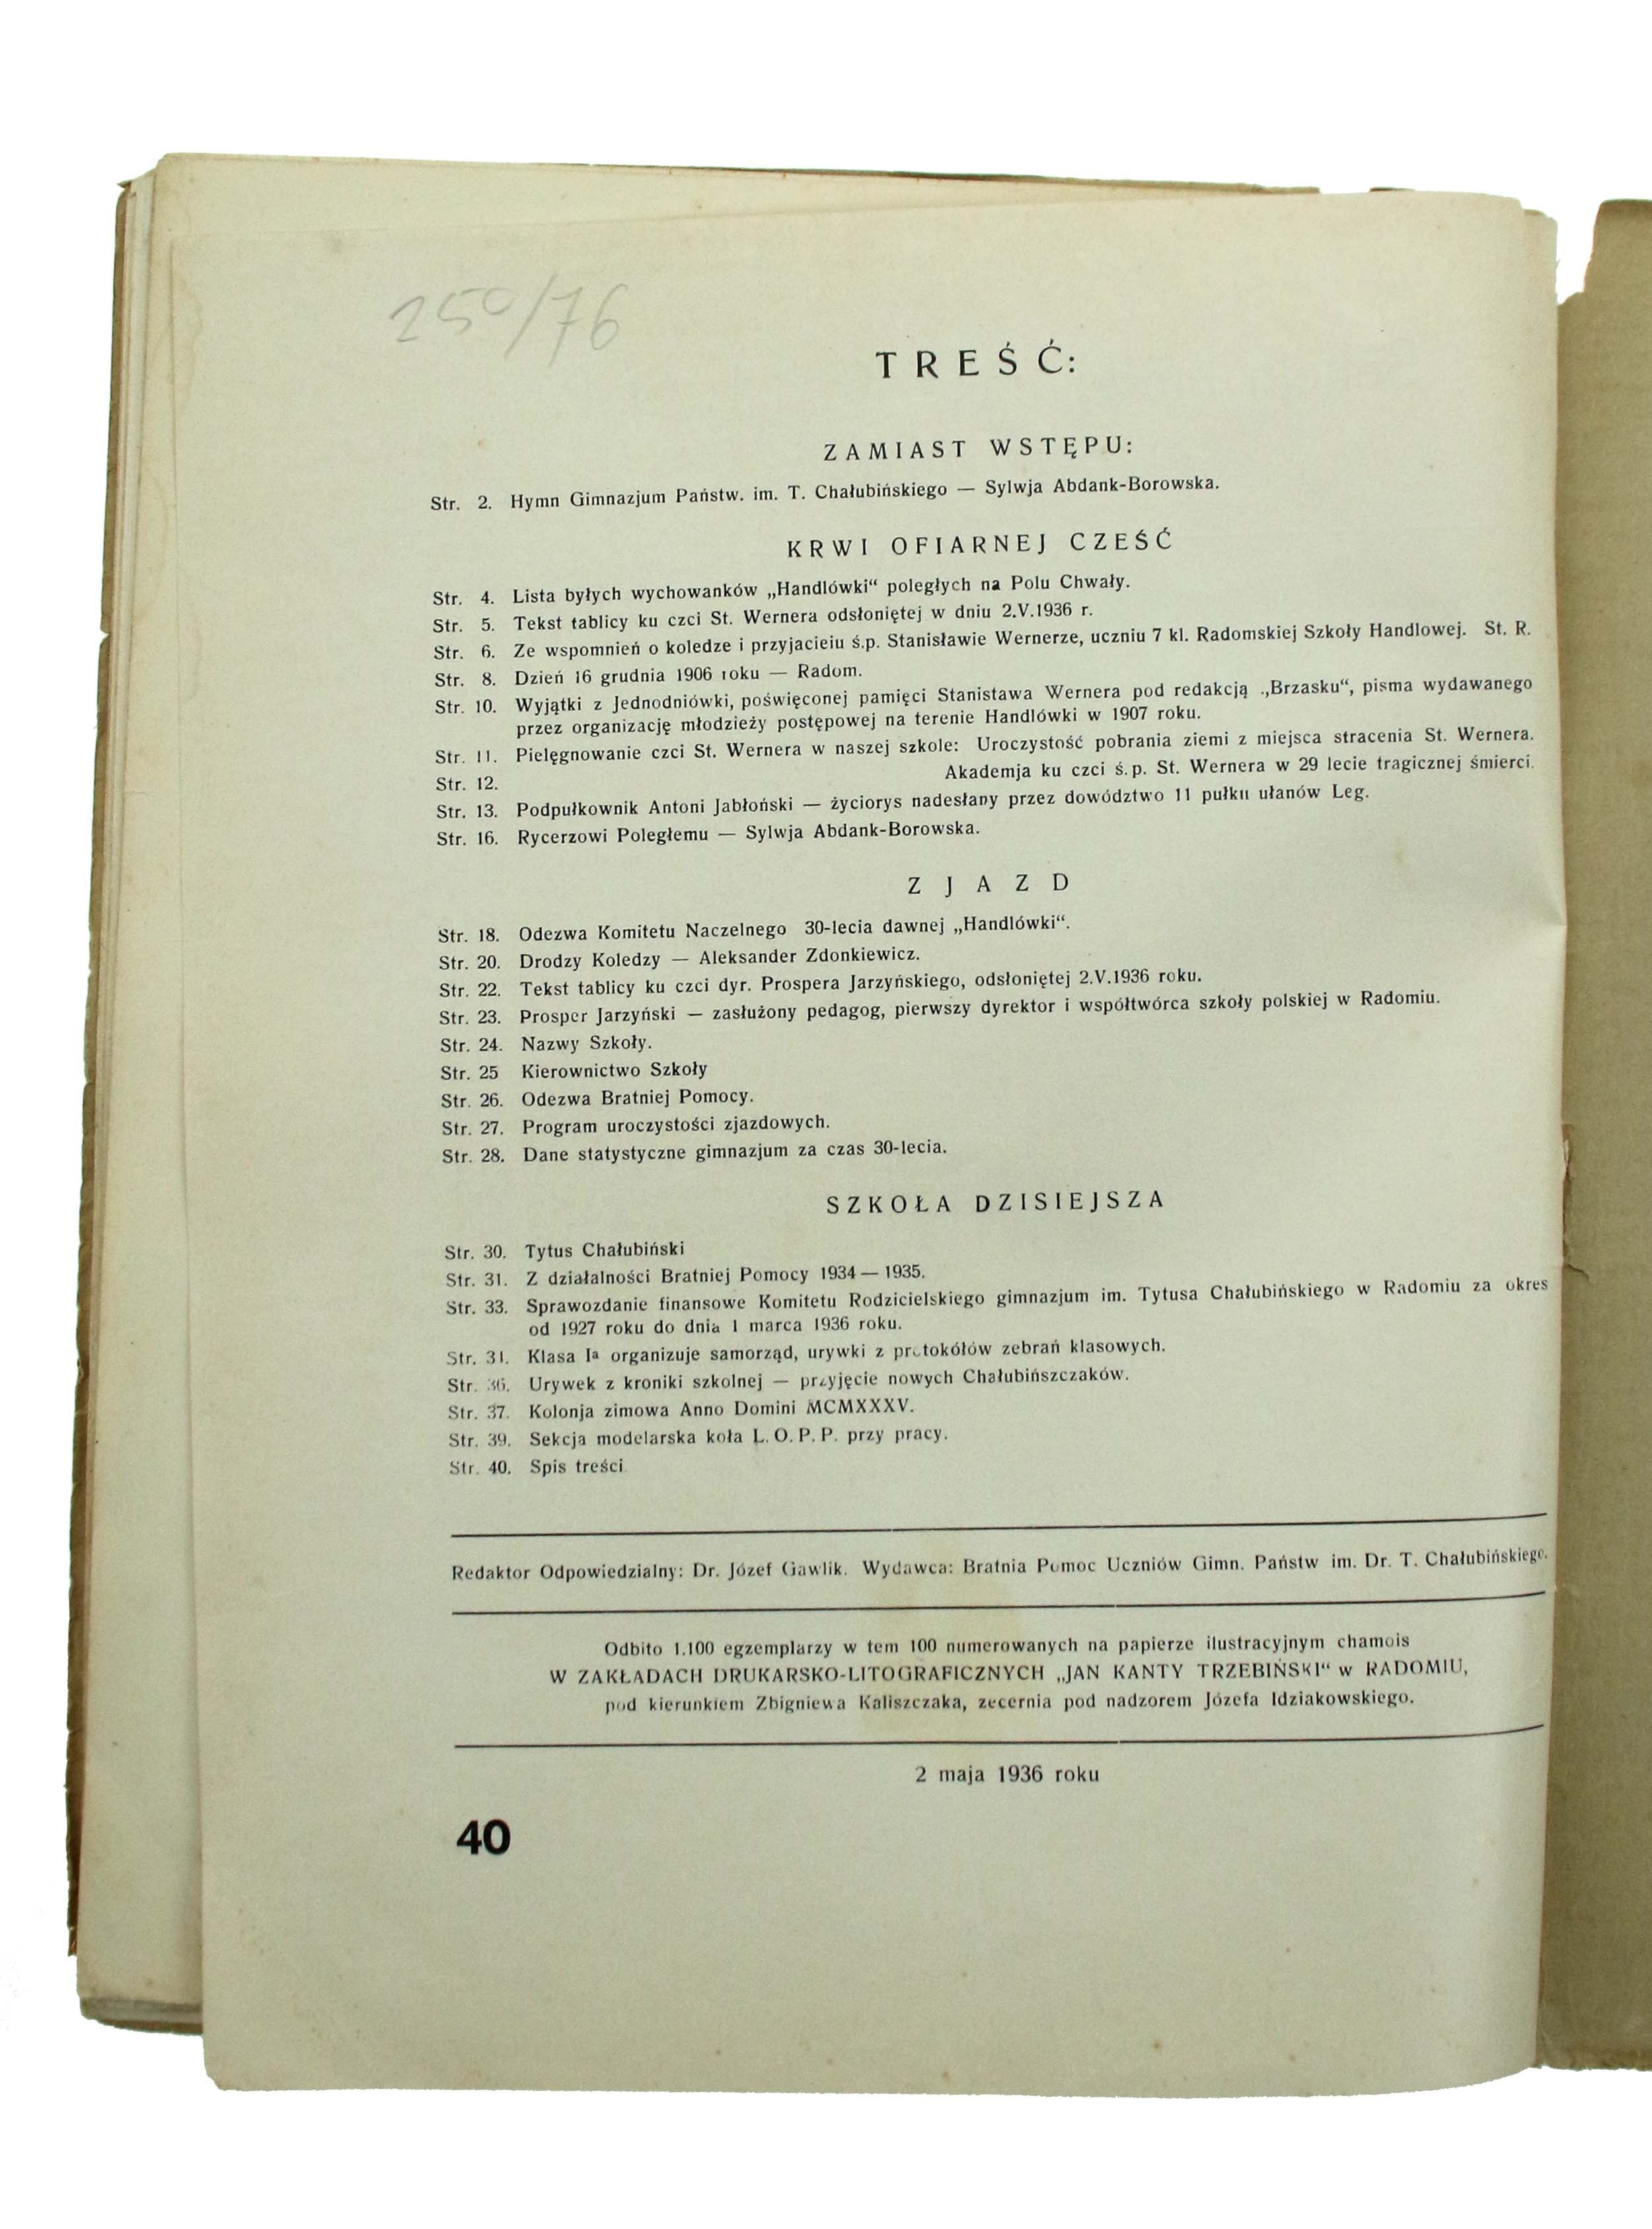 250/76
TREŚĆ:
ZAMIAST WSTĘPU:
Str. 2. Hymn Gimnazjum Państw. im. T. Chałubińskiego — Sylwja Abdank-Borowska.
KRWI OFIARNEJ CZEŚĆ
Str. 4. Lista byłych wychowanków „Handlówki“ poległych na Polu Chwały.
Str. 5. Tekst tablicy ku czci St. Wernera odsłoniętej w dniu 2.V.1936 r.
Str. 6. Ze wspomnień o koledze i przyjacieiu ś.p. Stanisławie Wernerze, uczniu 7 kl. Radomskiej Szkoły Handlowej. St. R.
Str. 8. Dzień 16 grudnia 1906 roku — Radom.
Str. 10. Wyjątki z Jednodniówki, poświęconej pamięci Stanistawa Wernera pod redakcją „Brzasku“, pisma wydawanego
przez organizację młodzieży postępowej na terenie Handlówki w 1907 roku.
Str. 11. Pielęgnowanie czci St. Wernera w naszej szkole: Uroczystość pobrania ziemi z miejsca stracenia St. Wernera.
Str. 12. Akademja ku czci ś.p. St. Wernera w 29 lecie tragicznej śmierci.
Str. 13. Podpułkownik Antoni Jabłoński — życiorys nadesłany przez dowództwo 11 pułku ułanów Leg.
Str. 16. Rycerzowi Poległemu — Sylwja Abdank-Borowska.
ZJAZD
Str. 18. Odezwa Komitetu Naczelnego 30-lecia dawnej „Handlówki“.
Str. 20. Drodzy Koledzy — Aleksander Zdonkiewicz.
Str. 22. Tekst tablicy ku czci dyr. Prospera Jarzyńskiego, odsłoniętej 2.V.1936 roku.
Str. 23. Prosper Jarzyński — zasłużony pedagog, pierwszy dyrektor i współtwórca szkoły polskiej w Radomiu.
Str. 24. Nazwy Szkoły.
Str. 25 Kierownictwo Szkoły
Str. 26. Odezwa Bratniej Pomocy.
Str. 27. Program uroczystości zjazdowych.
Str. 28. Dane statystyczne gimnazjum za czas 30-lecia.
SZKOŁA DZISIEJSZA
Str. 30. Tytus Chałubiński
Str. 31. Z działalności Bratniej Pomocy 1934 — 1935.
Str. 33. Sprawozdanie finansowe Komitetu Rodzicielskiego gimnazjum im. Tytusa Chałubińskiego w Radomiu za okres
od 1927 roku do dnia 1 marca 1936 roku.
Str. 34. Klasa Iª organizuje samorząd, urywki z protokółów zebrań klasowych.
Str. 36. Urywek z kroniki szkolnej — przyjęcie nowych Chałubińszczaków.
Str. 37. Kolonja zimowa Anno Domini MCMXXXV.
Str. 39. Sekcja modelarska koła L. O. P. P. przy pracy.
Str. 40. Spis treści
Redaktor Odpowiedzialny: Dr. Józef Gawlik. Wydawca: Bratnia Pomoc Uczniów Gimn. Państw im. Dr. T. Chałubińskiego.
Odbito 1.100 egzemplarzy w tem 100 numerowanych na papierze ilustracyjnym chamois
W ZAKŁADACH DRUKARSKO-LITOGRAFICZNYCH „JAN KANTY TRZEBIŃSKI“ w RADOMIU,
pod kierunkiem Zbigniewa Kaliszczaka, zecernia pod nadzorem Józefa Idziakowskiego.
2 maja 1936 roku
40